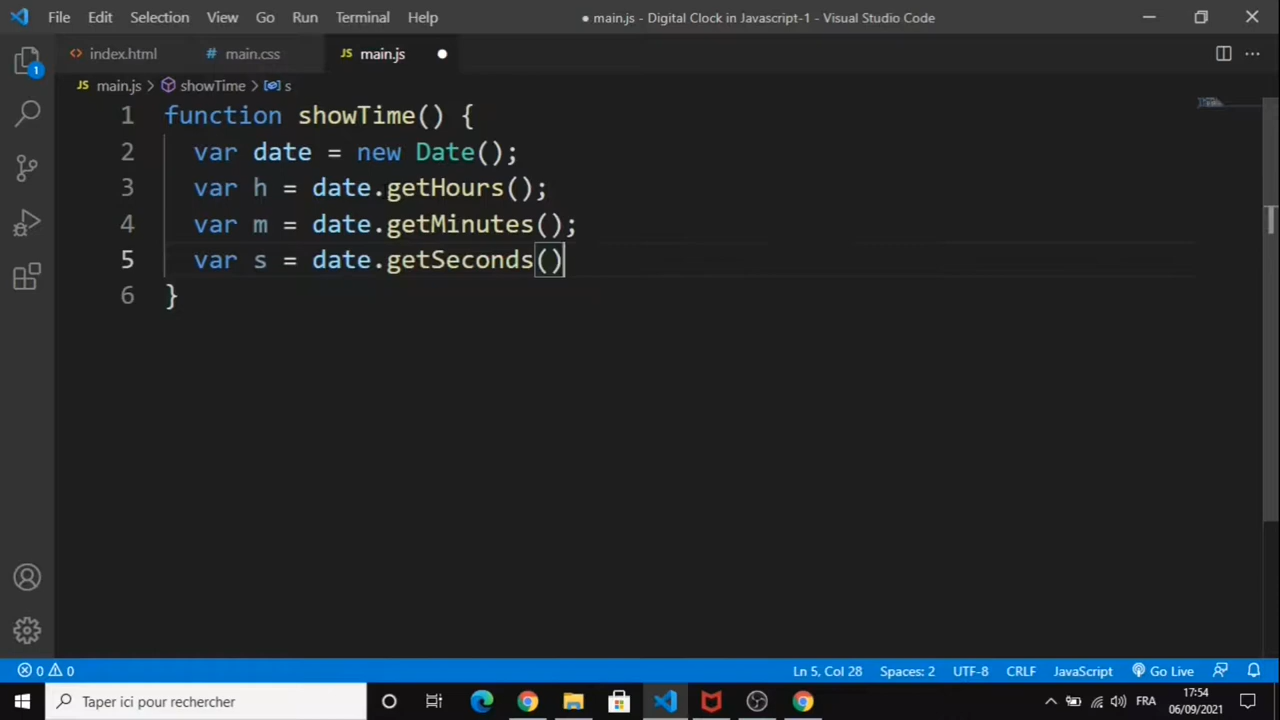 File Edit Selection View Go Run Terminal Help ● main.js - Digital Clock in Javascript-1 - Visual Studio Code
<> index.html # main.css JS main.js ●
JS main.js > showTime > s
1 function showTime() {
2 var date = new Date();
3 var h = date.getHours();
4 var m = date.getMinutes();
5 var s = date.getSeconds()
6 }
1
0 0 Ln 5, Col 28 Spaces: 2 UTF-8 CRLF JavaScript Go Live
Taper ici pour rechercher FRA 17:54
06/09/2021